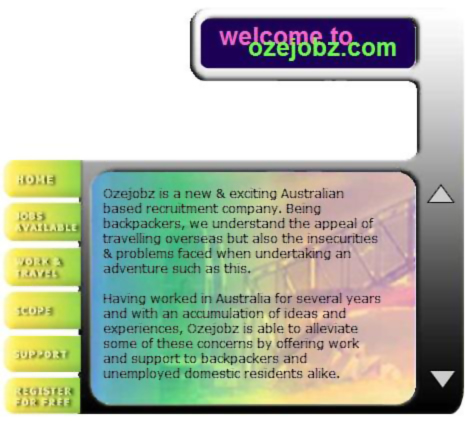 welcome to
ozejobz.com
HOME
JOBS
AVAILABLE
WORK &
TRAVEL
SCOPE
SUPPORT
REGISTER
FOR FREE
Ozejobz is a new & exciting Australian
based recruitment company. Being
backpackers, we understand the appeal of
travelling overseas but also the insecurities
& problems faced when undertaking an
adventure such as this.
Having worked in Australia for several years
and with an accumulation of ideas and
experiences, Ozejobz is able to alleviate
some of these concerns by offering work
and support to backpackers and
unemployed domestic residents alike.